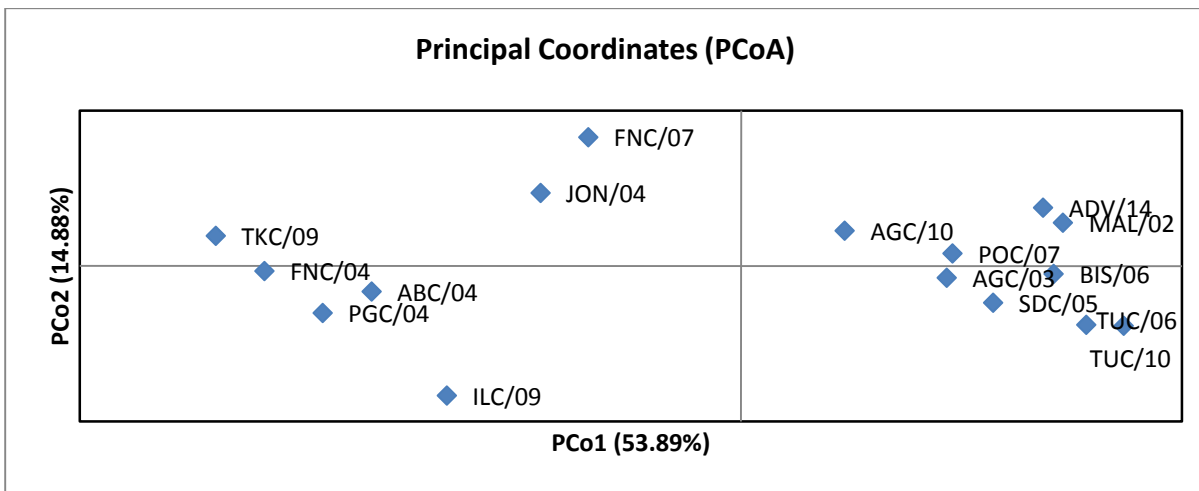 Principal Coordinates (PCoA)
FNC/07
JON/04
ADV/14
MAL/02
AGC/10
TKC/09
POC/07
FNC/04
BIS/06
AGC/03
ABC/04
SDC/05
PGC/04
TUC/06
TUC/10
ILC/09
PCo2 (14.88%)
PCo1 (53.89%)